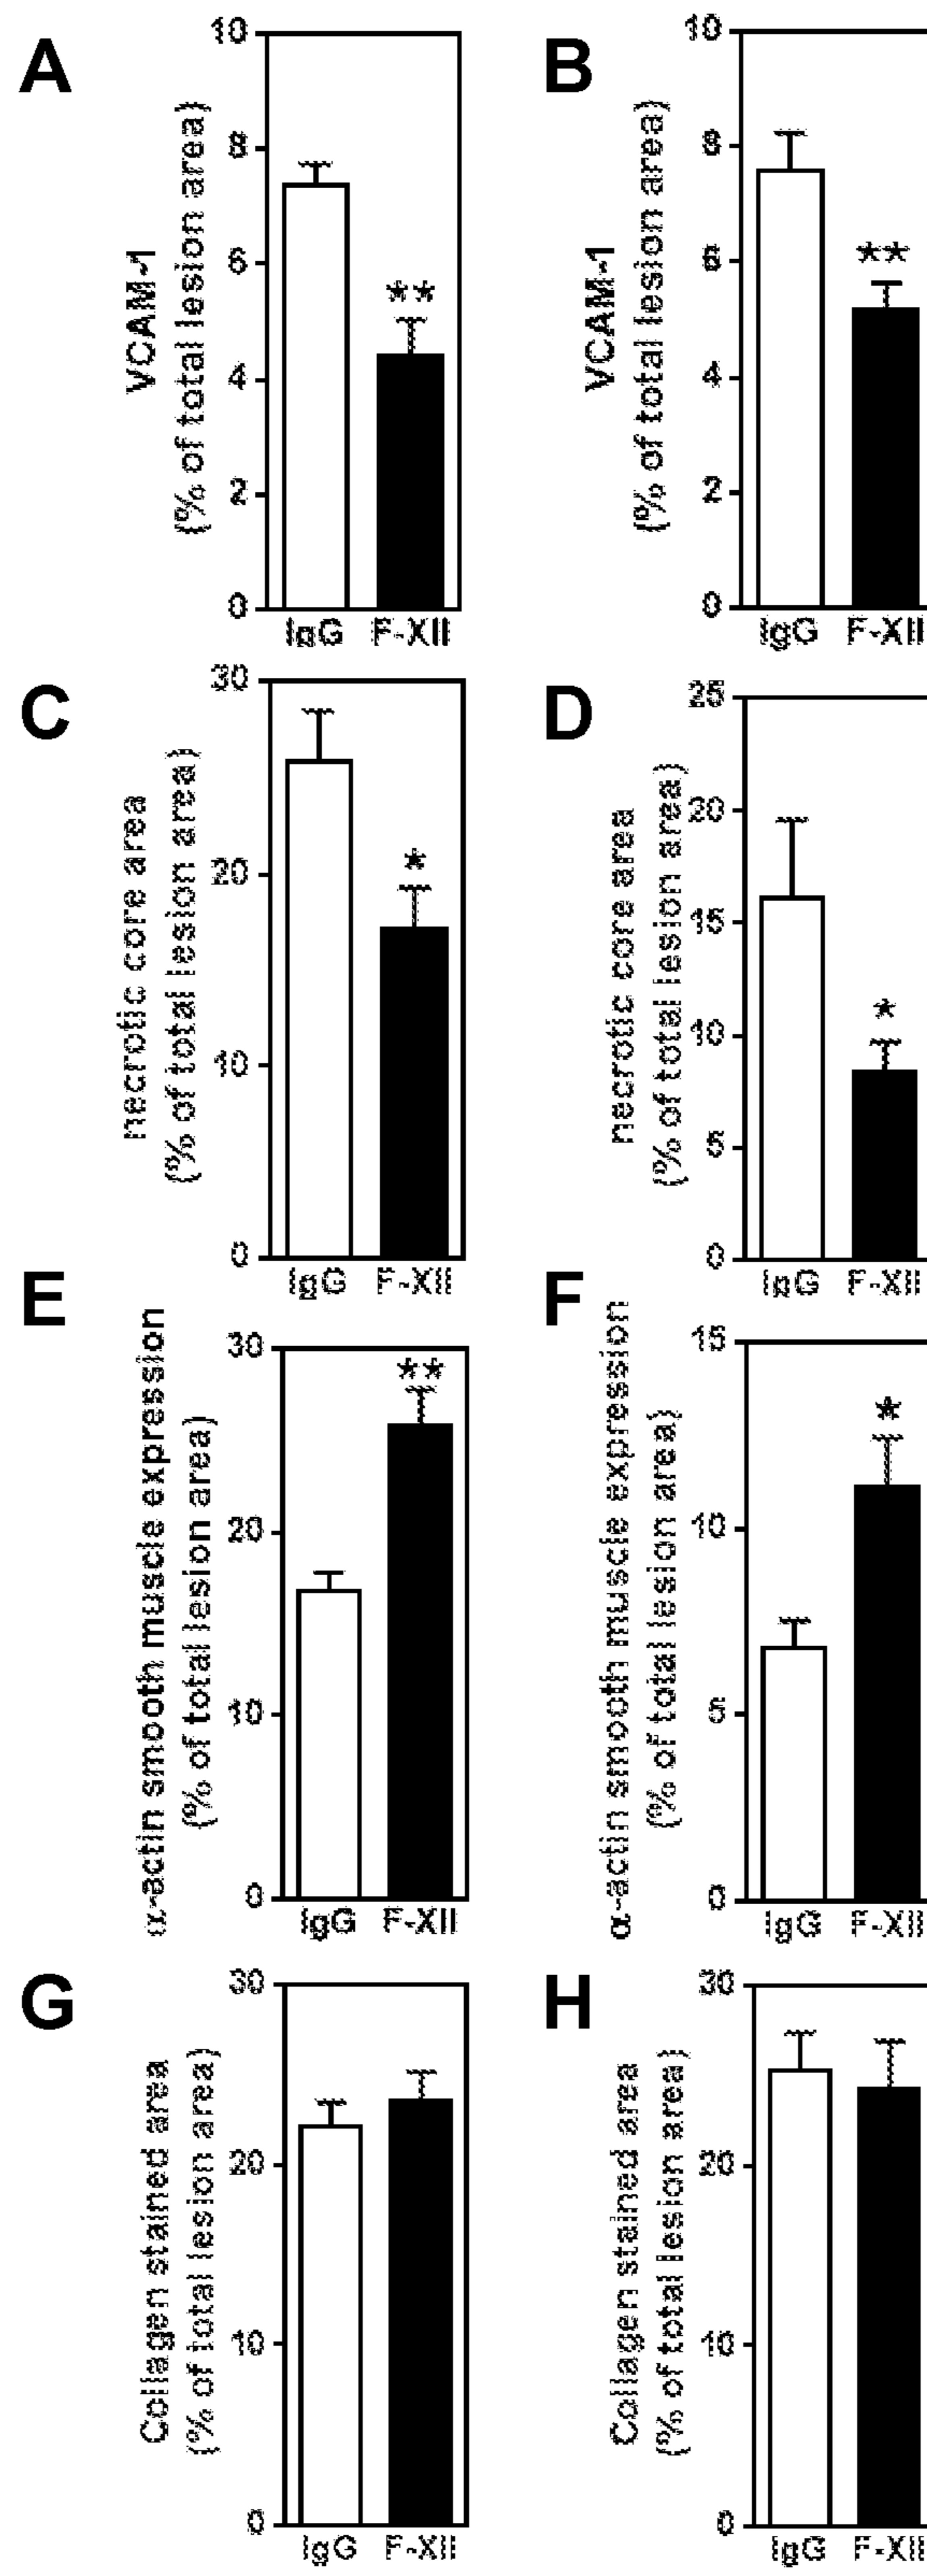 A
VCAM-1
(% of total lesion area)
10
8
6
4
2
0
IgG F-XII
**
B
VCAM-1
(% of total lesion area)
10
8
6
4
2
0
IgG F-XII
**
C
necrotic core area
(% of total lesion area)
30
20
10
0
IgG F-XII
*
D
necrotic core area
(% of total lesion area)
25
20
15
10
5
0
IgG F-XII
*
E
α-actin smooth muscle expression
(% of total lesion area)
30
20
10
0
IgG F-XII
**
F
α-actin smooth muscle expression
(% of total lesion area)
15
10
5
0
IgG F-XII
*
G
Collagen stained area
(% of total lesion area)
30
20
10
0
IgG F-XII
H
Collagen stained area
(% of total lesion area)
30
20
10
0
IgG F-XII